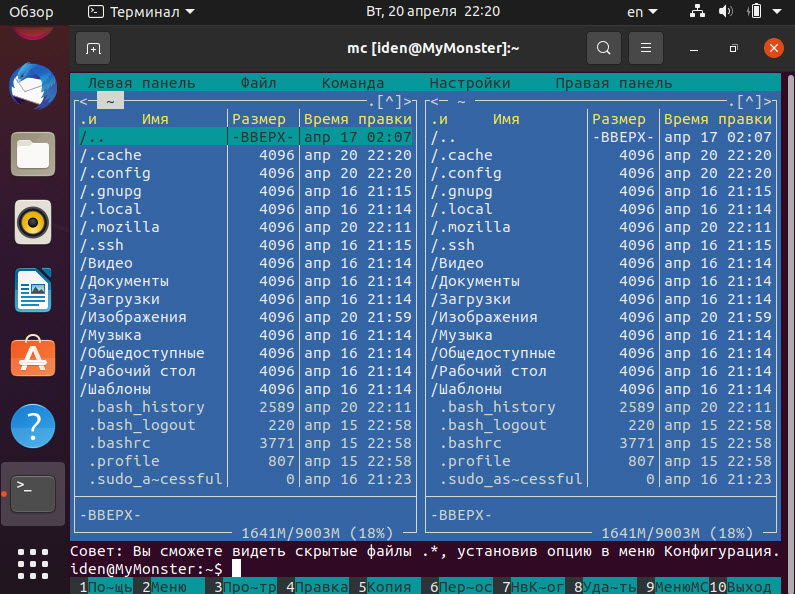 Обзор Терминал Вт, 20 апреля 22:20 en
mc [iden@MyMonster]:~
Левая панель Файл Команда Настройки Правая панель
<─ ~ .[^]> <─ ~ .[^]>
.и Имя Размер Время правки .и Имя Размер Время правки
/.. -ВВЕРХ- апр 17 02:07 /.. -ВВЕРХ- апр 17 02:07
/.cache 4096 апр 20 22:20 /.cache 4096 апр 20 22:20
/.config 4096 апр 20 22:20 /.config 4096 апр 20 22:20
/.gnupg 4096 апр 16 21:15 /.gnupg 4096 апр 16 21:15
/.local 4096 апр 16 21:14 /.local 4096 апр 16 21:14
/.mozilla 4096 апр 20 22:11 /.mozilla 4096 апр 20 22:11
/.ssh 4096 апр 16 21:15 /.ssh 4096 апр 16 21:15
/Видео 4096 апр 16 21:14 /Видео 4096 апр 16 21:14
/Документы 4096 апр 16 21:14 /Документы 4096 апр 16 21:14
/Загрузки 4096 апр 16 21:14 /Загрузки 4096 апр 16 21:14
/Изображения 4096 апр 20 21:59 /Изображения 4096 апр 20 21:59
/Музыка 4096 апр 16 21:14 /Музыка 4096 апр 16 21:14
/Общедоступные 4096 апр 16 21:14 /Общедоступные 4096 апр 16 21:14
/Рабочий стол 4096 апр 16 21:14 /Рабочий стол 4096 апр 16 21:14
/Шаблоны 4096 апр 16 21:14 /Шаблоны 4096 апр 16 21:14
.bash_history 2589 апр 20 22:11 .bash_history 2589 апр 20 22:11
.bash_logout 220 апр 15 22:58 .bash_logout 220 апр 15 22:58
.bashrc 3771 апр 15 22:58 .bashrc 3771 апр 15 22:58
.profile 807 апр 15 22:58 .profile 807 апр 15 22:58
.sudo_a~cessful 0 апр 16 21:23 .sudo_as~cessful 0 апр 16 21:23
-ВВЕРХ- -ВВЕРХ-
1641M/9003M (18%) 1641M/9003M (18%)
Совет: Вы сможете видеть скрытые файлы .*, установив опцию в меню Конфигурация.
iden@MyMonster:~$
1По~щь 2Меню 3Про~тр 4Правка 5Копия 6Пер~ос 7НвК~ог 8Уда~ть 9МенюMC 10Выход